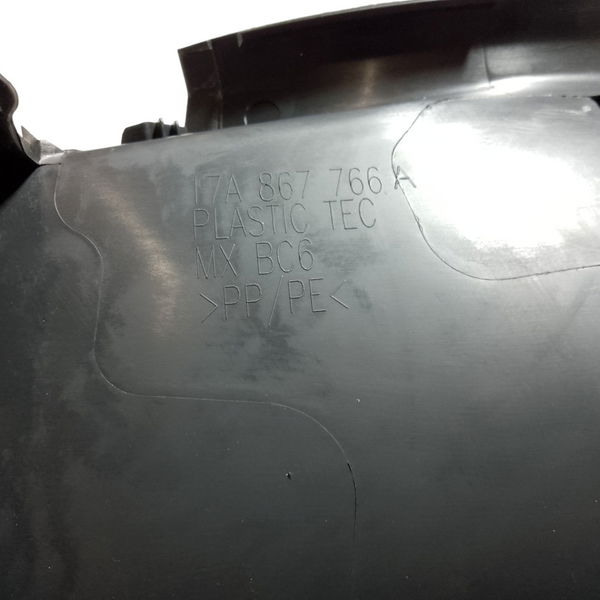 17A 867 766 A
PLASTIC TEC
MX BC6
>PP/PE<